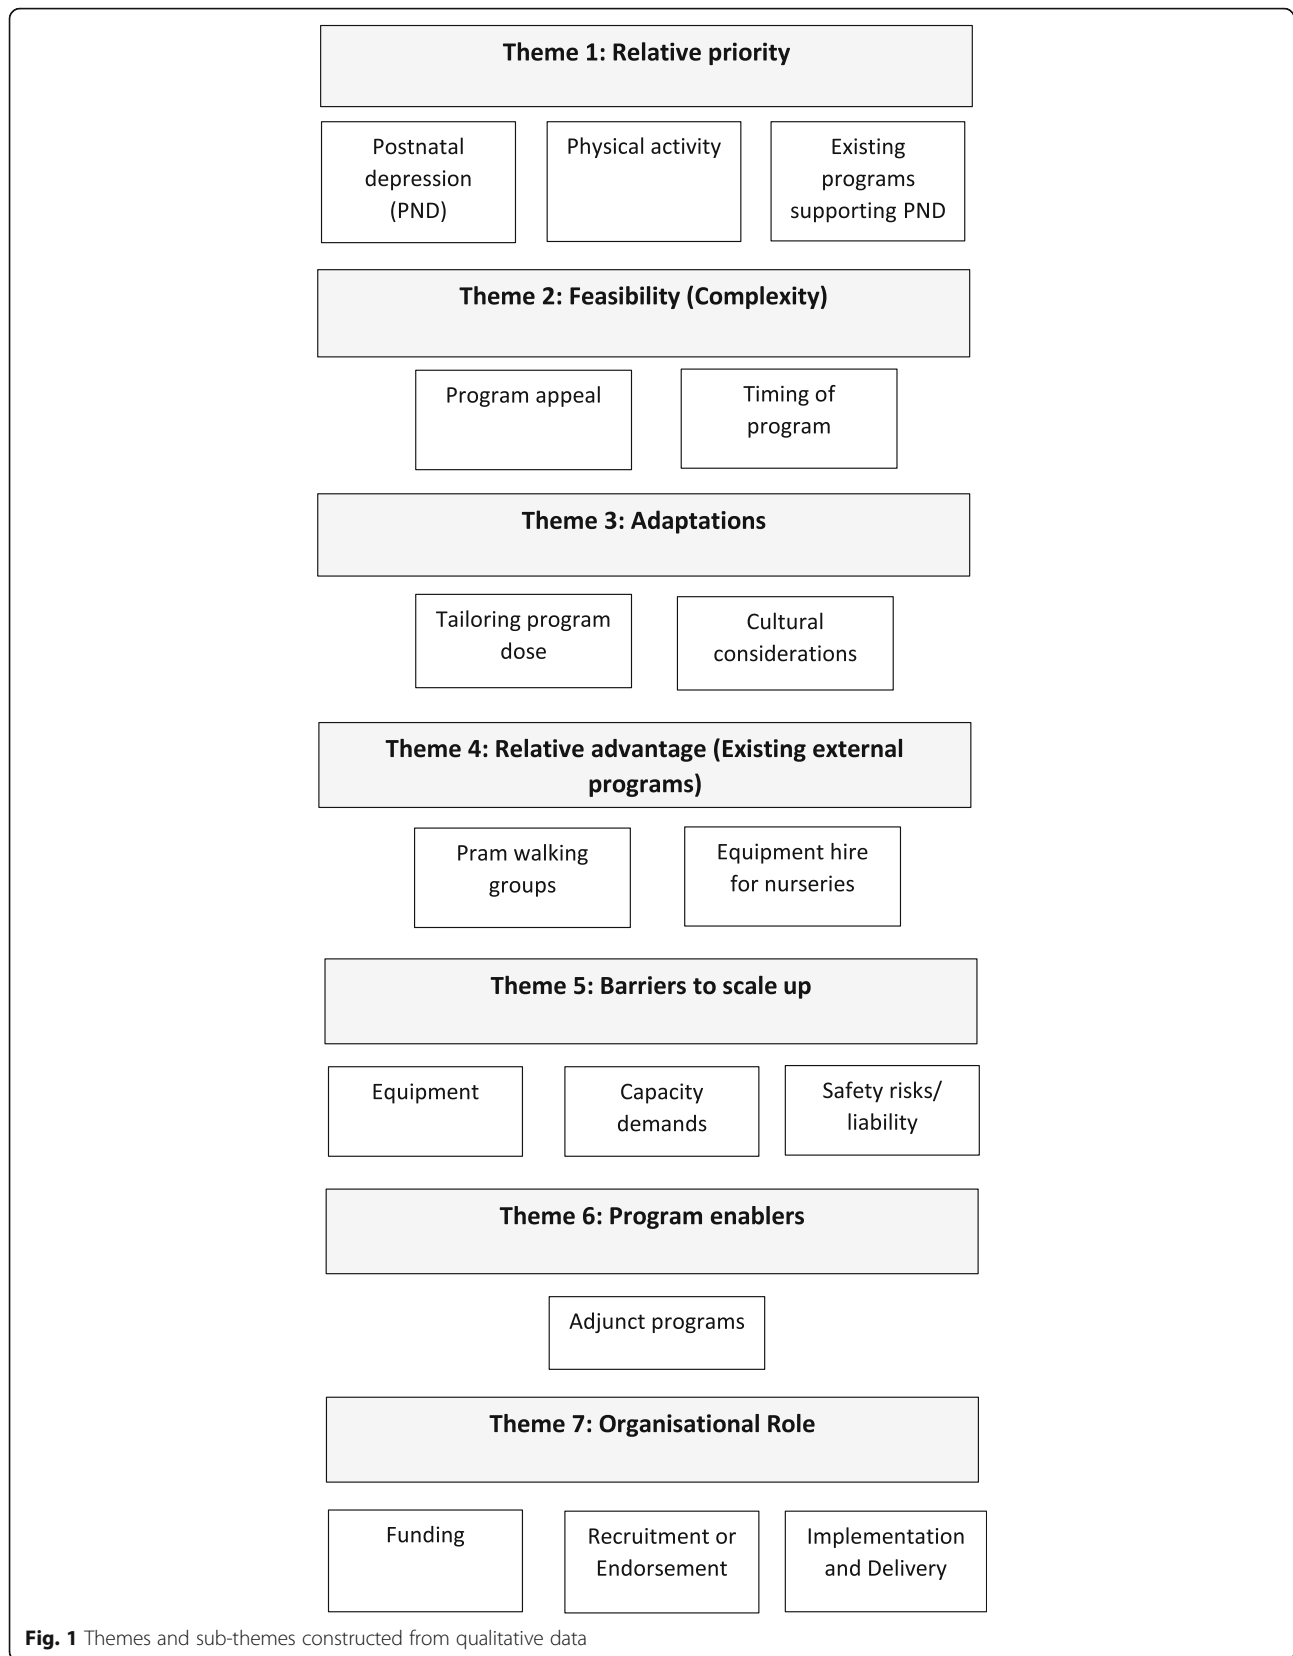 Theme 1: Relative priority
Postnatal
depression
(PND)
Physical activity
Existing
programs
supporting PND
Theme 2: Feasibility (Complexity)
Program appeal
Timing of
program
Theme 3: Adaptations
Tailoring program
dose
Cultural
considerations
Theme 4: Relative advantage (Existing external
programs)
Pram walking
groups
Equipment hire
for nurseries
Theme 5: Barriers to scale up
Equipment
Capacity
demands
Safety risks/
liability
Theme 6: Program enablers
Adjunct programs
Theme 7: Organisational Role
Funding
Recruitment or
Endorsement
Implementation
and Delivery
Fig. 1 Themes and sub-themes constructed from qualitative data